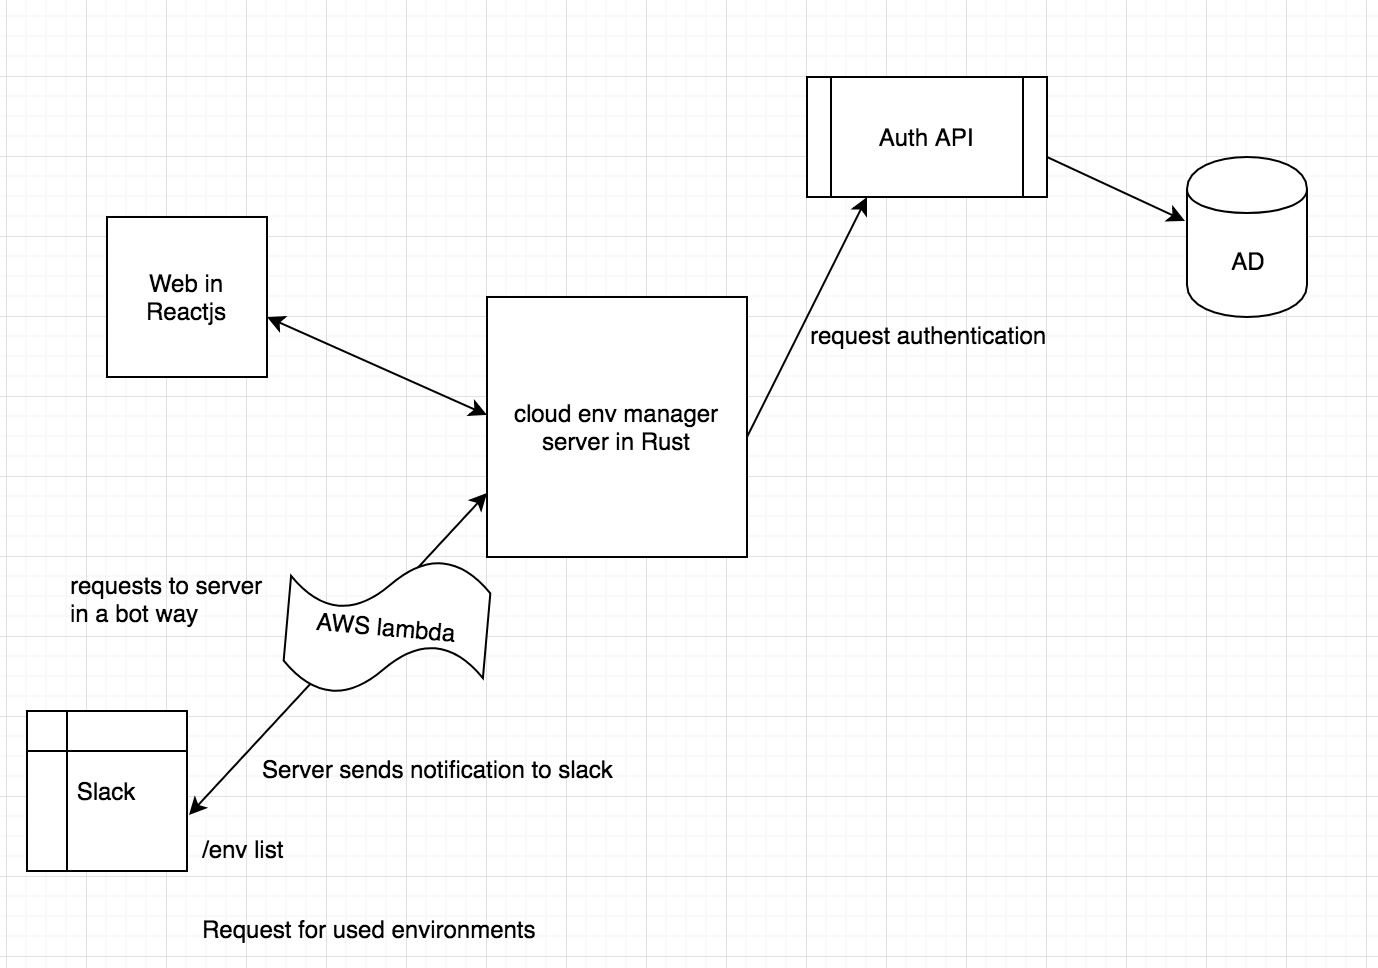 Auth API
AD
Web in
Reactjs
request authentication
cloud env manager
server in Rust
requests to server
in a bot way
AWS lambda
Server sends notification to slack
Slack
/env list
Request for used environments